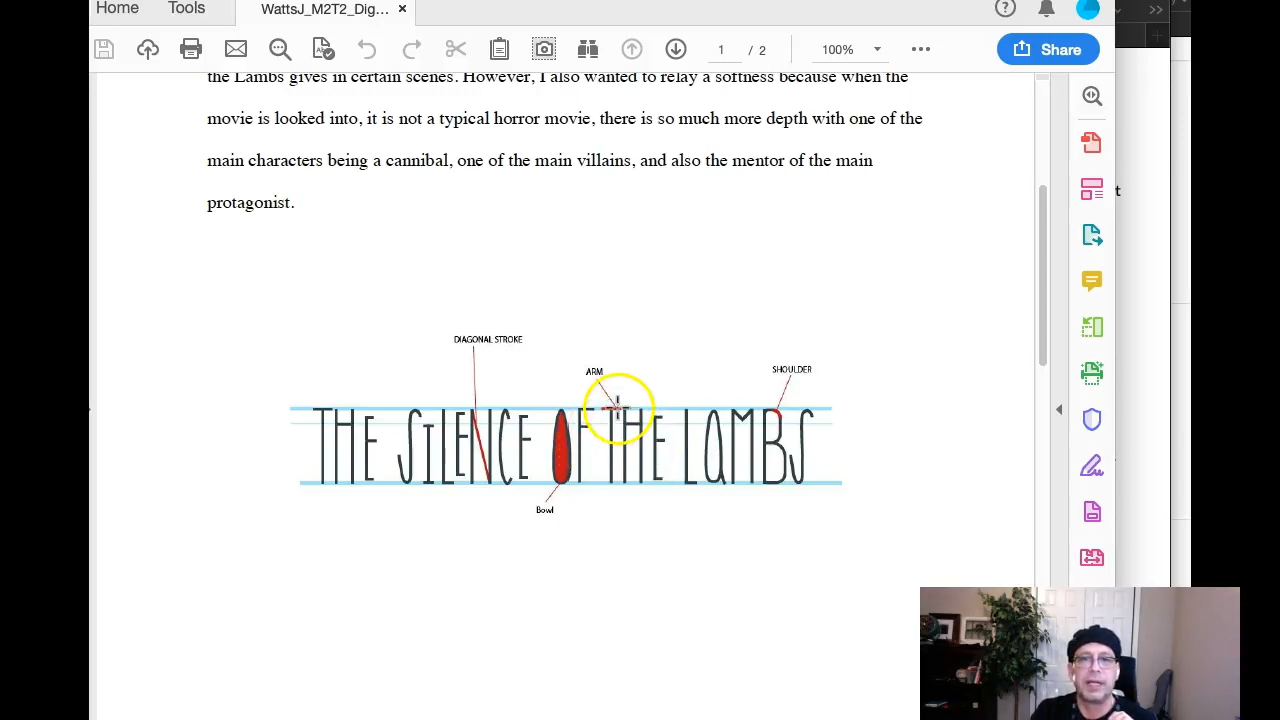 Home Tools WattsJ_M2T2_Dig...
1 / 2 100% Share
the Lambs gives in certain scenes. However, I also wanted to relay a softness because when the
movie is looked into, it is not a typical horror movie, there is so much more depth with one of the
main characters being a cannibal, one of the main villains, and also the mentor of the main
protagonist.
DIAGONAL STROKE
ARM
SHOULDER
THE SILENCE OF THE LAMBS
Bowl